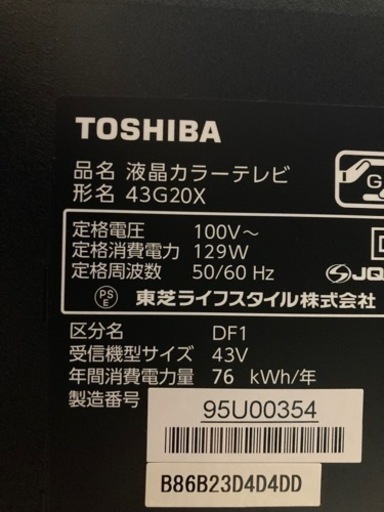 TOSHIBA
品名 液晶カラーテレビ
形名 43G20X
定格電圧 100V～
定格消費電力 129W
定格周波数 50/60 Hz
PS E 東芝ライフスタイル株式会社
区分名 DF1
受信機型サイズ 43V
年間消費電力量 76 kWh/年
製造番号
95U00354
B86B23D4D4DD